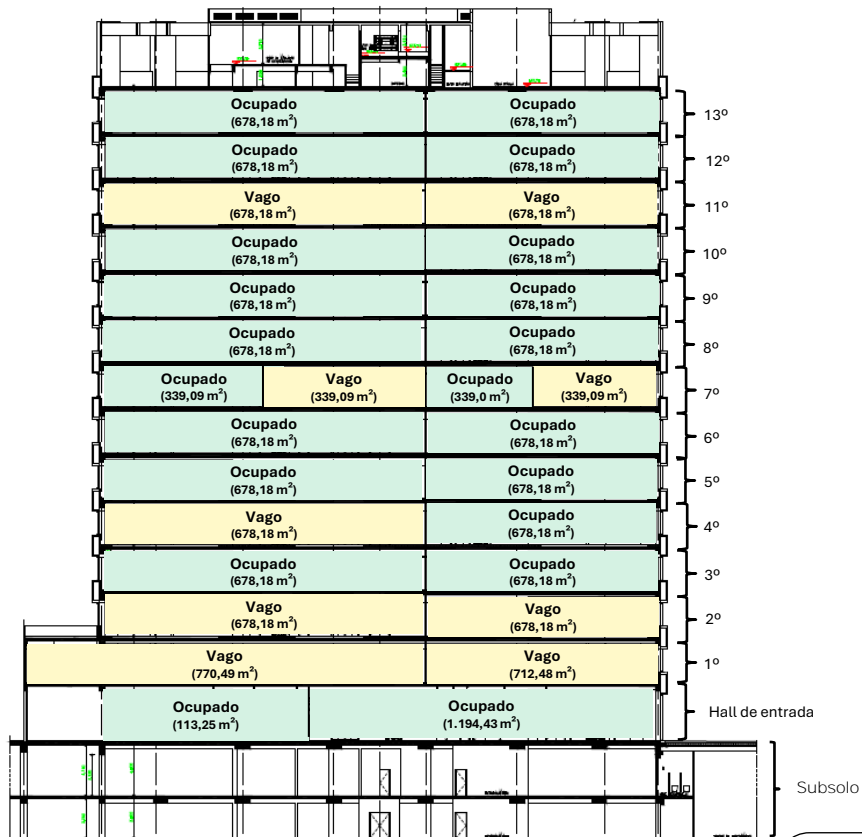 Ocupado
(678,18 m²)
Ocupado
(678,18 m²)
13º
Ocupado
(678,18 m²)
Ocupado
(678,18 m²)
12º
Vago
(678,18 m²)
Vago
(678,18 m²)
11º
Ocupado
(678,18 m²)
Ocupado
(678,18 m²)
10º
Ocupado
(678,18 m²)
Ocupado
(678,18 m²)
9º
Ocupado
(678,18 m²)
Ocupado
(678,18 m²)
8º
Ocupado
(339,09 m²)
Vago
(339,09 m²)
Ocupado
(339,0 m²)
Vago
(339,09 m²)
7º
Ocupado
(678,18 m²)
Ocupado
(678,18 m²)
6º
Ocupado
(678,18 m²)
Ocupado
(678,18 m²)
5º
Vago
(678,18 m²)
Ocupado
(678,18 m²)
4º
Ocupado
(678,18 m²)
Ocupado
(678,18 m²)
3º
Vago
(678,18 m²)
Vago
(678,18 m²)
2º
Vago
(770,49 m²)
Vago
(712,48 m²)
1º
Ocupado
(113,25 m²)
Ocupado
(1.194,43 m²)
Hall de entrada
Subsolo